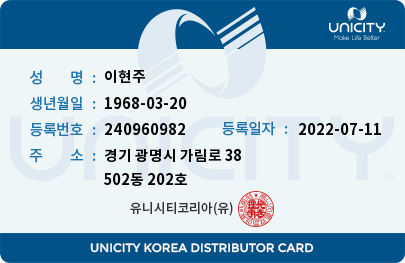 UNICITY
Make Life Better
성 명 : 이현주
생년월일 : 1968-03-20
등록번호 : 240960982 등록일자 : 2022-07-11
주 소 : 경기 광명시 가림로 38
502동 202호
유니시티코리아(유)
UNICITY
UNICITY KOREA DISTRIBUTOR CARD